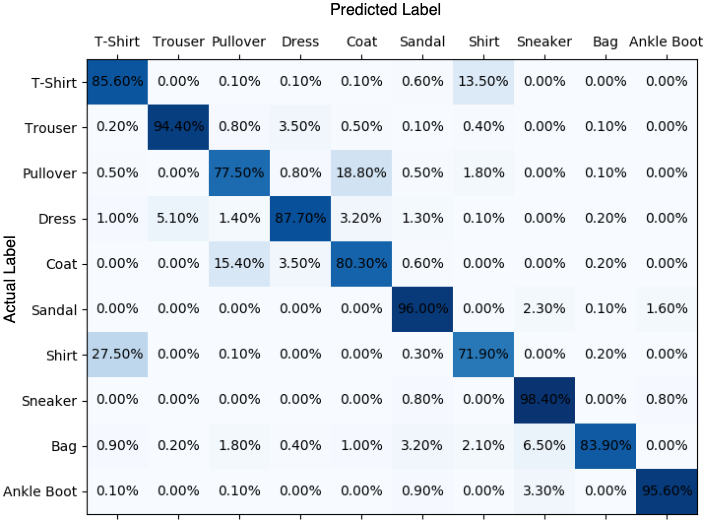 Predicted Label
T-Shirt Trouser Pullover Dress Coat Sandal Shirt Sneaker Bag Ankle Boot
T-Shirt 85.60% 0.00% 0.10% 0.10% 0.10% 0.60% 13.50% 0.00% 0.00% 0.00%
Trouser 0.20% 94.40% 0.80% 3.50% 0.50% 0.10% 0.40% 0.00% 0.10% 0.00%
Pullover 0.50% 0.00% 77.50% 0.80% 18.80% 0.50% 1.80% 0.00% 0.10% 0.00%
Dress 1.00% 5.10% 1.40% 87.70% 3.20% 1.30% 0.10% 0.00% 0.20% 0.00%
Coat 0.00% 0.00% 15.40% 3.50% 80.30% 0.60% 0.00% 0.00% 0.20% 0.00%
Actual Label
Sandal 0.00% 0.00% 0.00% 0.00% 0.00% 96.00% 0.00% 2.30% 0.10% 1.60%
Shirt 27.50% 0.00% 0.10% 0.00% 0.00% 0.30% 71.90% 0.00% 0.20% 0.00%
Sneaker 0.00% 0.00% 0.00% 0.00% 0.00% 0.80% 0.00% 98.40% 0.00% 0.80%
Bag 0.90% 0.20% 1.80% 0.40% 1.00% 3.20% 2.10% 6.50% 83.90% 0.00%
Ankle Boot 0.10% 0.00% 0.10% 0.00% 0.00% 0.90% 0.00% 3.30% 0.00% 95.60%